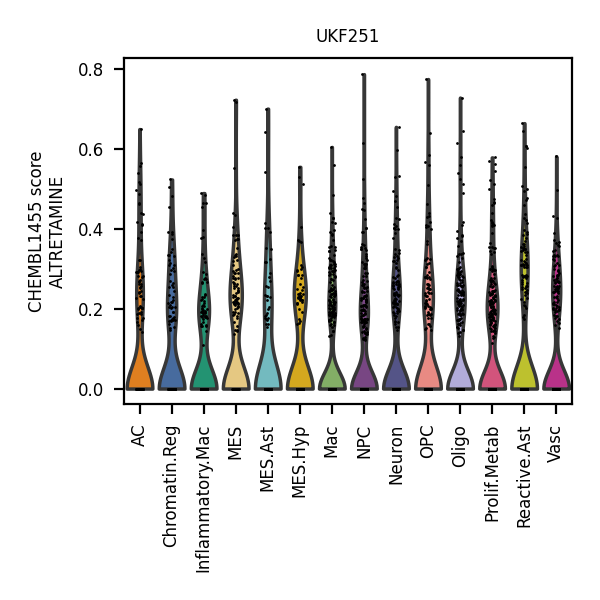 UKF251
CHEMBL1455 score
ALTRETAMINE
0.8
0.6
0.4
0.2
0.0
AC
Chromatin.Reg
Inflammatory.Mac
MES
MES.Ast
MES.Hyp
Mac
NPC
Neuron
OPC
Oligo
Prolif.Metab
Reactive.Ast
Vasc